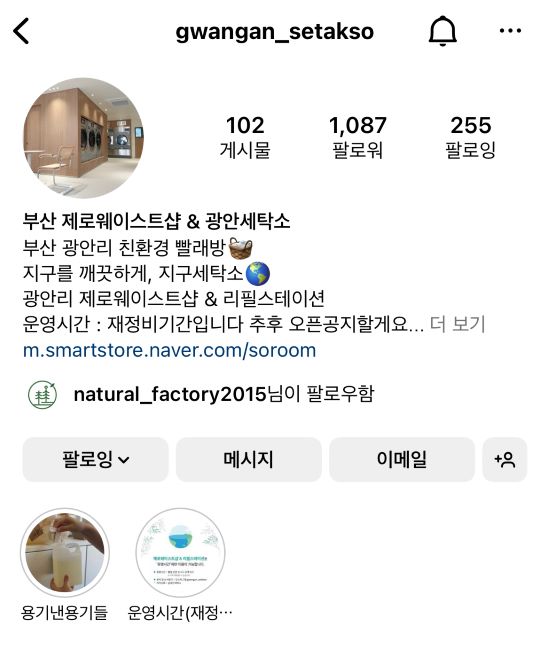 gwangan_setakso
102
게시물
1,087
팔로워
255
팔로잉
부산 제로웨이스트샵 & 광안세탁소
부산 광안리 친환경 빨래방
지구를 깨끗하게, 지구세탁소
광안리 제로웨이스트샵 & 리필스테이션
운영시간 : 재정비기간입니다 추후 오픈공지할게요... 더 보기
m.smartstore.naver.com/soroom
natural_factory2015님이 팔로우함
팔로잉
메시지
이메일
용기낸용기들
운영시간(재정…